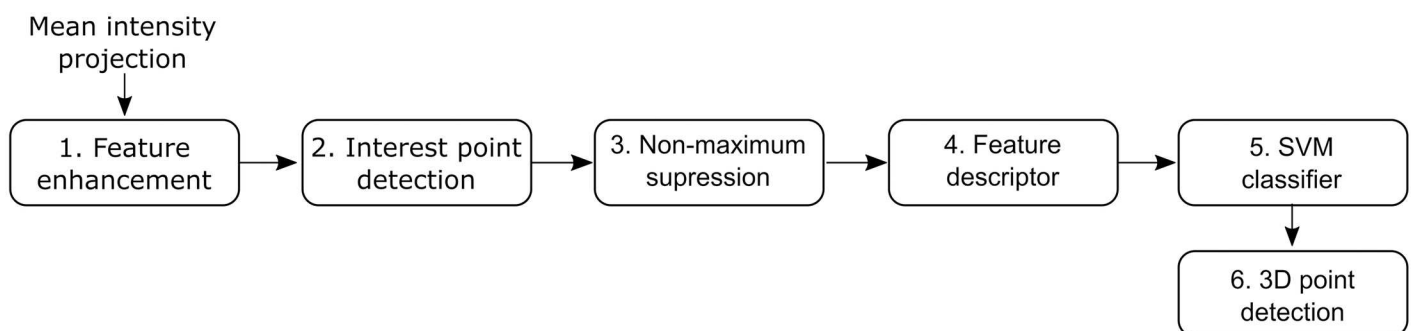 Mean intensity
projection
1. Feature
enhancement
2. Interest point
detection
3. Non-maximum
supression
4. Feature
descriptor
5. SVM
classifier
6. 3D point
detection